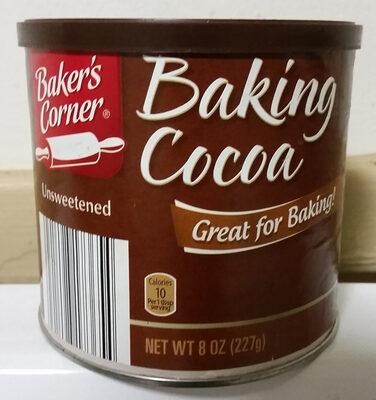 Baker's
Corner®
Baking
Cocoa
Unsweetened
Great for Baking!
Calories
10
Per 1 tbsp
serving
NET WT 8 OZ (227g)